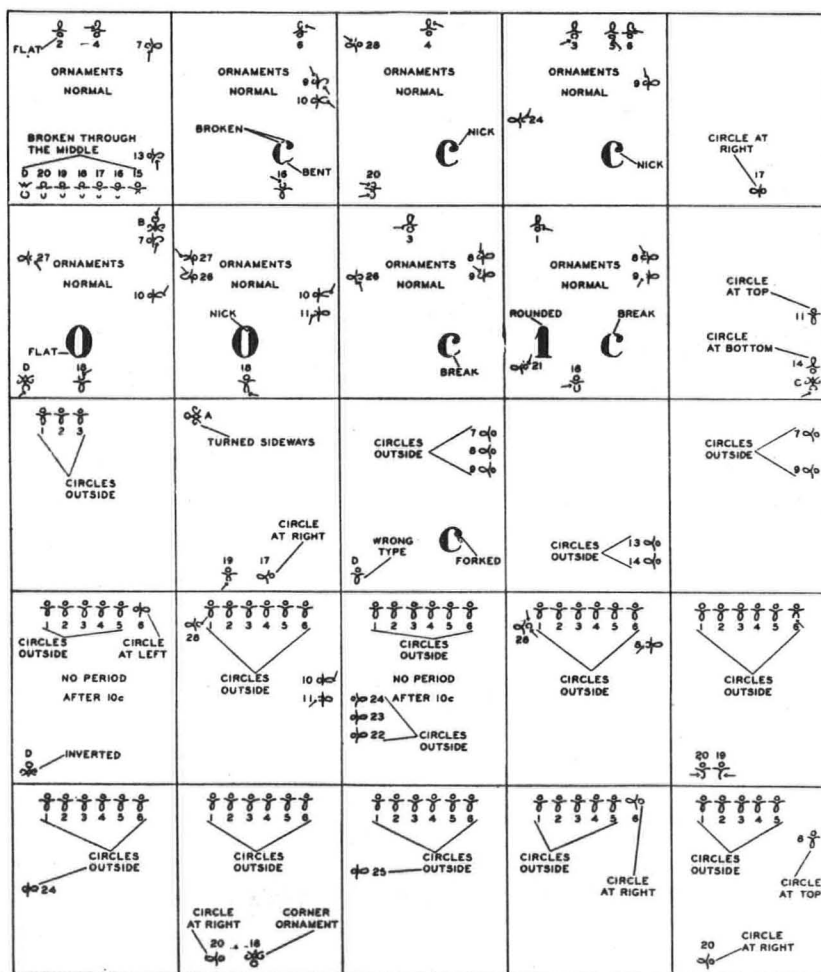 FLAT
2
4
7
ORNAMENTS
NORMAL
BROKEN THROUGH
THE MIDDLE
13
D 20 19 18 17 16 15
6
9
ORNAMENTS
NORMAL
10
BROKEN
C
BENT
16
28
4
ORNAMENTS
NORMAL
NICK
C
20
3 5 6
ORNAMENTS
NORMAL
9
24
C
NICK
CIRCLE AT
RIGHT
17
B
7
27
ORNAMENTS
NORMAL
10
FLAT
0
D
18
27
26
ORNAMENTS
NORMAL
10
11
NICK
0
18
3
8
ORNAMENTS
26
9
NORMAL
C
BREAK
1
8
ORNAMENTS
NORMAL
9
ROUNDED
BREAK
1 C
21
16
CIRCLE
AT TOP
11
CIRCLE
AT BOTTOM
14
C
1 2 3
CIRCLES
OUTSIDE
A
TURNED SIDEWAYS
CIRCLE
AT RIGHT
19 17
7
CIRCLES
OUTSIDE
8
9
WRONG
TYPE
D
C
FORKED
CIRCLES
OUTSIDE
13
14
7
CIRCLES
OUTSIDE
9
1 2 3 4 5 6
CIRCLES
OUTSIDE
CIRCLE
AT LEFT
NO PERIOD
AFTER 10c
D
INVERTED
1 2 3 4 5 6
28
CIRCLES
OUTSIDE
10
11
1 2 3 4 5 6
CIRCLES
OUTSIDE
NO PERIOD
AFTER 10c
24
23
22
CIRCLES
OUTSIDE
1 2 3 4 5 6
28
8
CIRCLES
OUTSIDE
1 2 3 4 5 6
CIRCLES
OUTSIDE
20 19
1 2 3 4 5 6
CIRCLES
OUTSIDE
24
1 2 3 4 5 6
CIRCLES
OUTSIDE
CIRCLE
AT RIGHT
CORNER
ORNAMENT
20
1 2 3 4 5 6
CIRCLES
OUTSIDE
25
1 2 3 4 5 6
CIRCLES
OUTSIDE
CIRCLE
AT RIGHT
1 2 3 4 5
CIRCLES
OUTSIDE
CIRCLE
AT TOP
20
CIRCLE
AT RIGHT